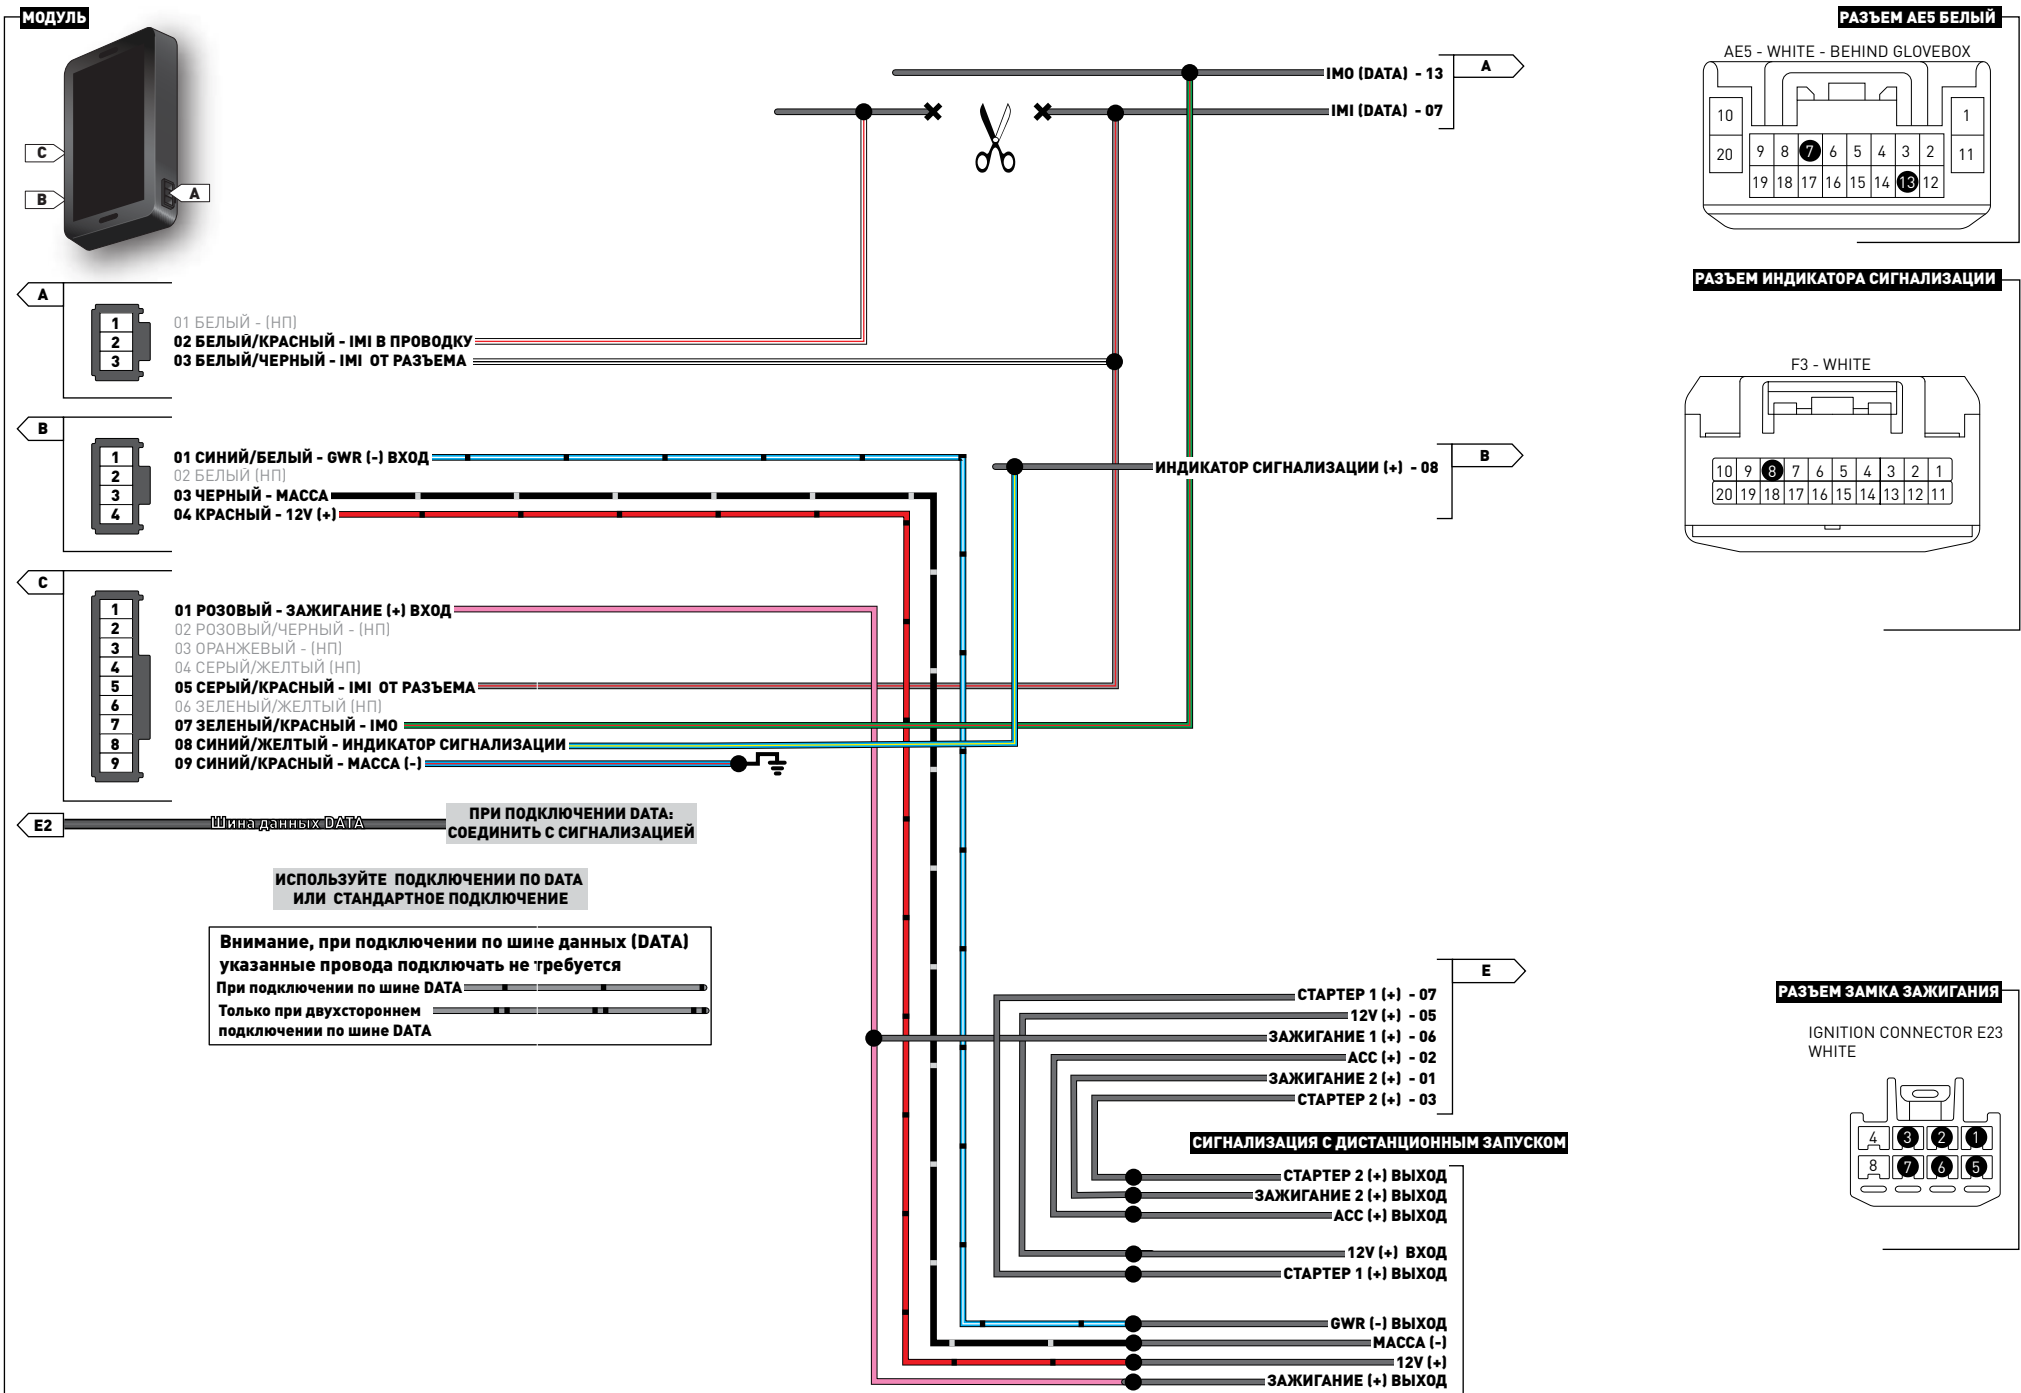 МОДУЛЬ
C
B
A
A
1
2
3
01 БЕЛЫЙ - (НП)
02 БЕЛЫЙ/КРАСНЫЙ - IMI В ПРОВОДКУ
03 БЕЛЫЙ/ЧЕРНЫЙ - IMI ОТ РАЗЪЕМА
B
1
2
3
4
01 СИНИЙ/БЕЛЫЙ - GWR (-) ВХОД
02 БЕЛЫЙ (НП)
03 ЧЕРНЫЙ - МАССА
04 КРАСНЫЙ - 12V (+)
C
1
2
3
4
5
6
7
8
9
01 РОЗОВЫЙ - ЗАЖИГАНИЕ (+) ВХОД
02 РОЗОВЫЙ/ЧЕРНЫЙ - (НП)
03 ОРАНЖЕВЫЙ - (НП)
04 СЕРЫЙ/ЖЕЛТЫЙ (НП)
05 СЕРЫЙ/КРАСНЫЙ - IMI ОТ РАЗЪЕМА
06 ЗЕЛЕНЫЙ/ЖЕЛТЫЙ (НП)
07 ЗЕЛЕНЫЙ/КРАСНЫЙ - IMO
08 СИНИЙ/ЖЕЛТЫЙ - ИНДИКАТОР СИГНАЛИЗАЦИИ
09 СИНИЙ/КРАСНЫЙ - МАССА (-)
E2
Шина данных DATA
ПРИ ПОДКЛЮЧЕНИИ DATA:
СОЕДИНИТЬ С СИГНАЛИЗАЦИЕЙ
ИСПОЛЬЗУЙТЕ ПОДКЛЮЧЕНИИ ПО DATA
ИЛИ СТАНДАРТНОЕ ПОДКЛЮЧЕНИЕ
Внимание, при подключении по шине данных (DATA)
указанные провода подключать не требуется
При подключении по шине DATA
Только при двухстороннем
подключении по шине DATA
IMO (DATA) - 13
IMI (DATA) - 07
A
ИНДИКАТОР СИГНАЛИЗАЦИИ (+) - 08
B
E
СТАРТЕР 1 (+) - 07
12V (+) - 05
ЗАЖИГАНИЕ 1 (+) - 06
ACC (+) - 02
ЗАЖИГАНИЕ 2 (+) - 01
СТАРТЕР 2 (+) - 03
СИГНАЛИЗАЦИЯ С ДИСТАНЦИОННЫМ ЗАПУСКОМ
СТАРТЕР 2 (+) ВЫХОД
ЗАЖИГАНИЕ 2 (+) ВЫХОД
ACC (+) ВЫХОД
12V (+) ВХОД
СТАРТЕР 1 (+) ВЫХОД
GWR (-) ВЫХОД
МАССА (-)
12V (+)
ЗАЖИГАНИЕ (+) ВЫХОД
РАЗЪЕМ AE5 БЕЛЫЙ
AE5 - WHITE - BEHIND GLOVEBOX
10 1
20 9 8 7 6 5 4 3 2 11
19 18 17 16 15 14 13 12
РАЗЪЕМ ИНДИКАТОРА СИГНАЛИЗАЦИИ
F3 - WHITE
10 9 8 7 6 5 4 3 2 1
20 19 18 17 16 15 14 13 12 11
РАЗЪЕМ ЗАМКА ЗАЖИГАНИЯ
IGNITION CONNECTOR E23
WHITE
4 3 2 1
8 7 6 5